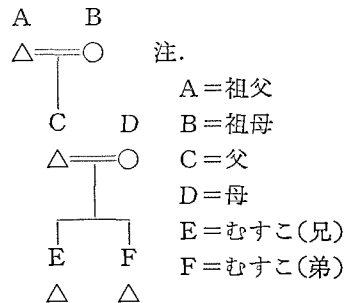 A B
注.
A=祖父
B=祖母
C D
C=父
D=母
E=むすこ(兄)
E F
F=むすこ(弟)